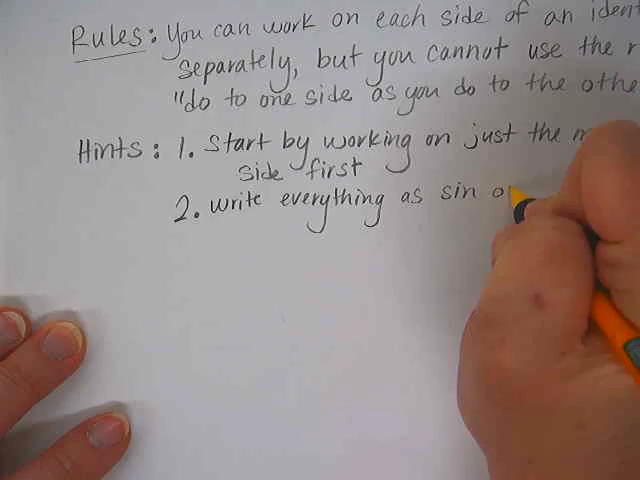 Rules: You can work on each side of an
separately, but you cannot use the
"do to one side as you do to the
Hints: 1. Start by working on just the
side first
2. Write everything as sin